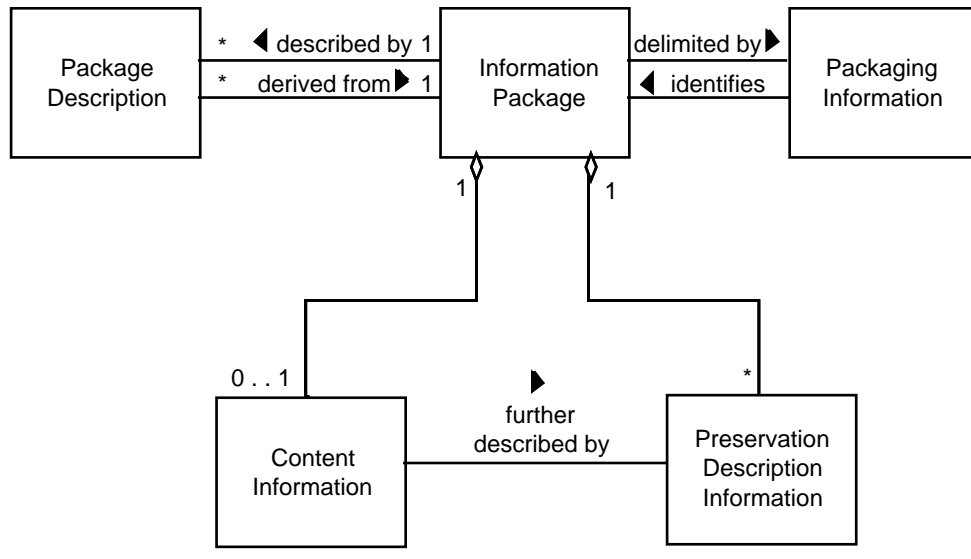 * described by 1
delimited by
Package
Description
Information
Package
Packaging
Information
* derived from 1
identifies
1
1
0 . . 1
*
further
described by
Content
Information
Preservation
Description
Information